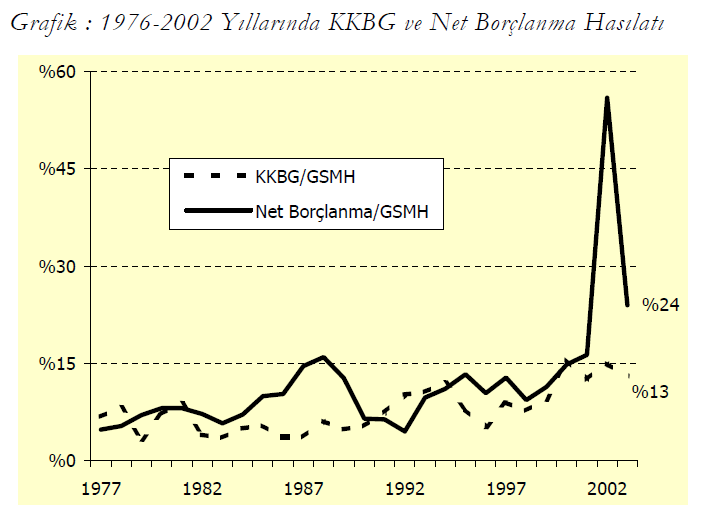 Grafik : 1976-2002 Yıllarında KKBG ve Net Borçlanma Hasılatı
%60
%45
KKBG/GSMH
Net Borçlanma/GSMH
%30
%24
%15
%13
%0
1977 1982 1987 1992 1997 2002